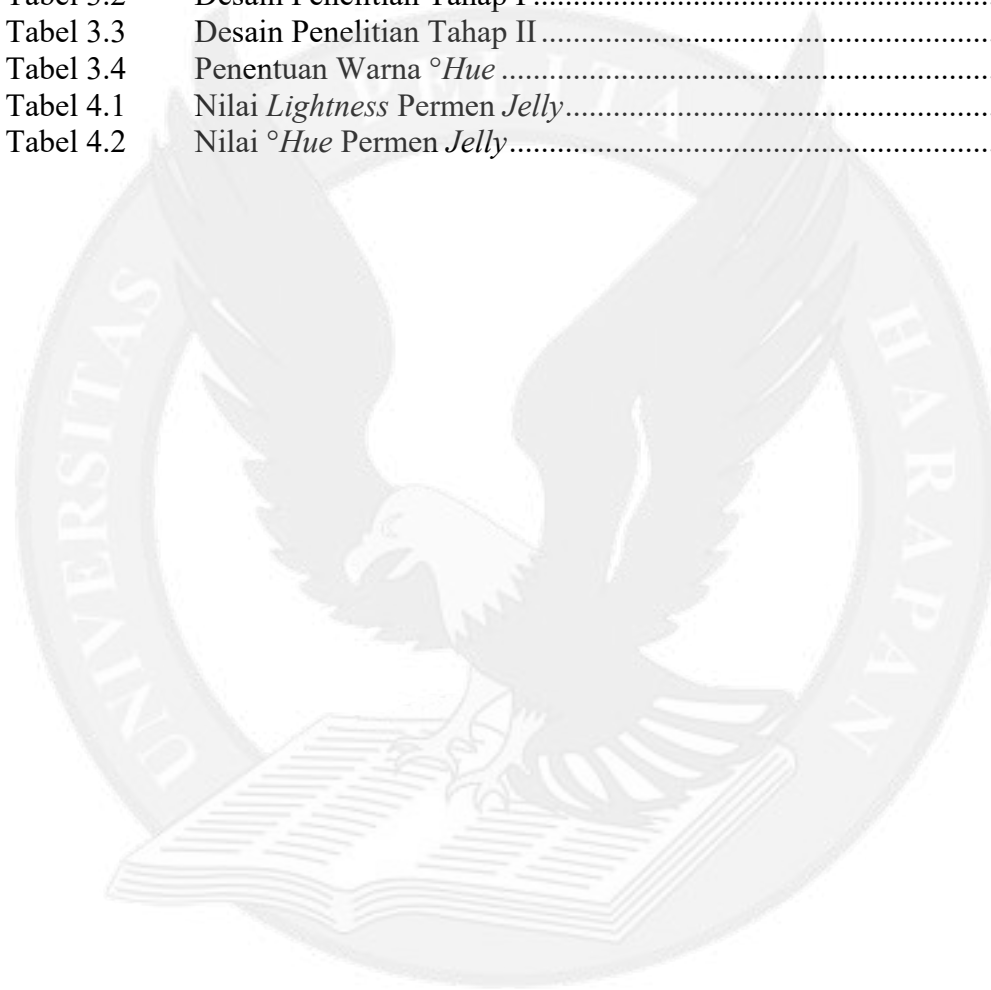 Tabel 3.2 Desain Penelitian Tahap I..........................................................
Tabel 3.3 Desain Penelitian Tahap II.........................................................
Tabel 3.4 Penentuan Warna °Hue..............................................................
Tabel 4.1 Nilai Lightness Permen Jelly......................................................
Tabel 4.2 Nilai °Hue Permen Jelly.............................................................
UNIVERSITAS PELITA HARAPAN